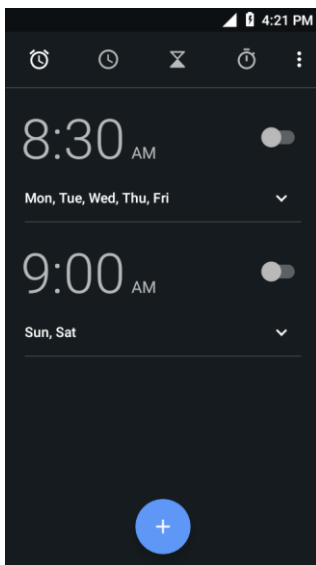 4:21 PM
8:30 AM
Mon, Tue, Wed, Thu, Fri
9:00 AM
Sun, Sat